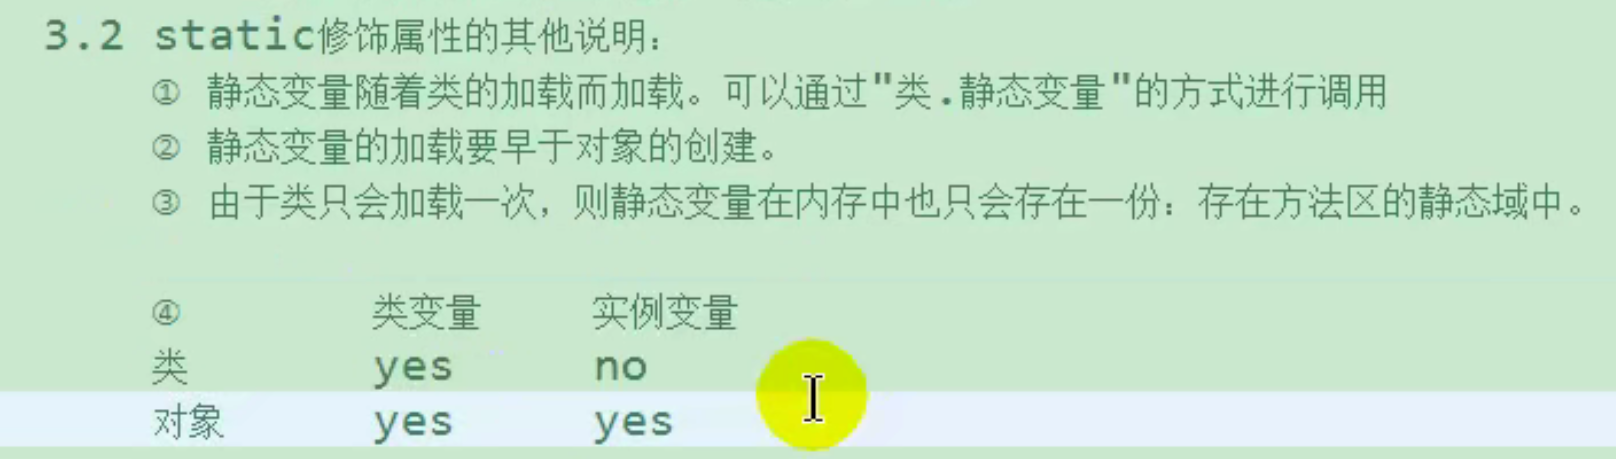 3.2 static修饰属性的其他说明：
① 静态变量随着类的加载而加载。可以通过"类.静态变量"的方式进行调用
② 静态变量的加载要早于对象的创建。
③ 由于类只会加载一次，则静态变量在内存中也只会存在一份：存在方法区的静态域中。
④ 类变量 实例变量
类 yes no
对象 yes yes